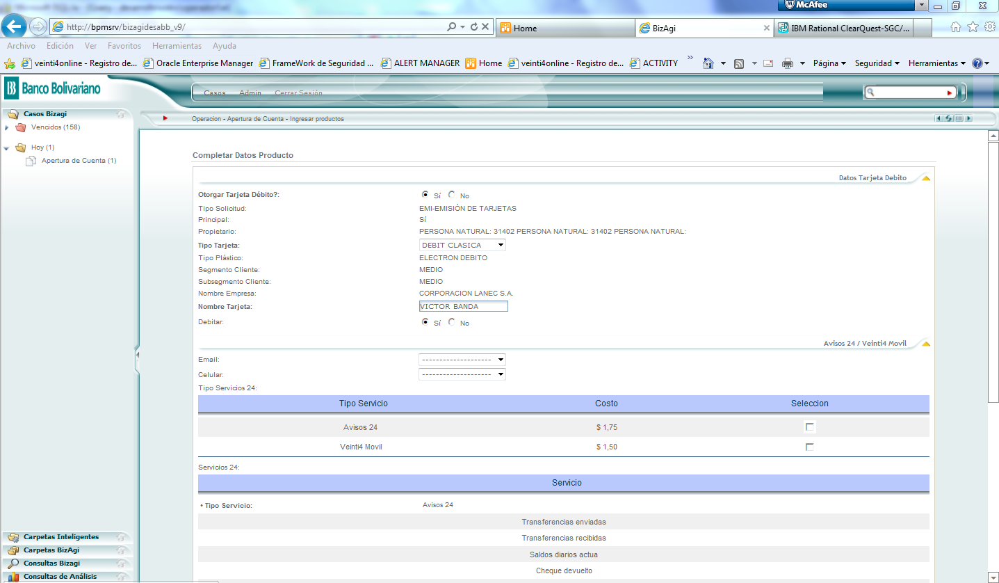 McAfee
http://bpmsrv/bizagidesabb_v9/
Home
BizAgi
IBM Rational ClearQuest-SGC/...
Archivo Edición Ver Favoritos Herramientas Ayuda
veinti4online - Registro de... Oracle Enterprise Manager FrameWork de Seguridad ... ALERT MANAGER Home veinti4online - Registro de... ACTIVITY » Página Seguridad Herramientas
Banco Bolivariano
Casos Admin Cerrar Sesión
Casos Bizagi
Operacion - Apertura de Cuenta - Ingresar productos
Vencidos (158)
Hoy (1)
Apertura de Cuenta (1)
Completar Datos Producto
Datos Tarjeta Debito
Otorgar Tarjeta Débito?: Sí No
Tipo Solicitud: EMI-EMISIÓN DE TARJETAS
Principal: Sí
Propietario: PERSONA NATURAL: 31402 PERSONA NATURAL: 31402 PERSONA NATURAL:
Tipo Tarjeta: DEBIT CLASICA
Tipo Plástico: ELECTRON DEBITO
Segmento Cliente: MEDIO
Subsegmento Cliente: MEDIO
Nombre Empresa: CORPORACION LANEC S.A.
Nombre Tarjeta: VICTOR BANDA
Debitar: Sí No
Avisos 24 / Veinti4 Movil
Email: --------------------
Celular: --------------------
Tipo Servicios 24:
Tipo Servicio Costo Seleccion
Avisos 24 $ 1,75
Veinti4 Movil $ 1,50
Servicios 24:
Servicio
• Tipo Servicio: Avisos 24
Transferencias enviadas
Transferencias recibidas
Saldos diarios actua
Cheque devuelto
Carpetas Inteligentes
Carpetas BizAgi
Consultas Bizagi
Consultas de Análisis